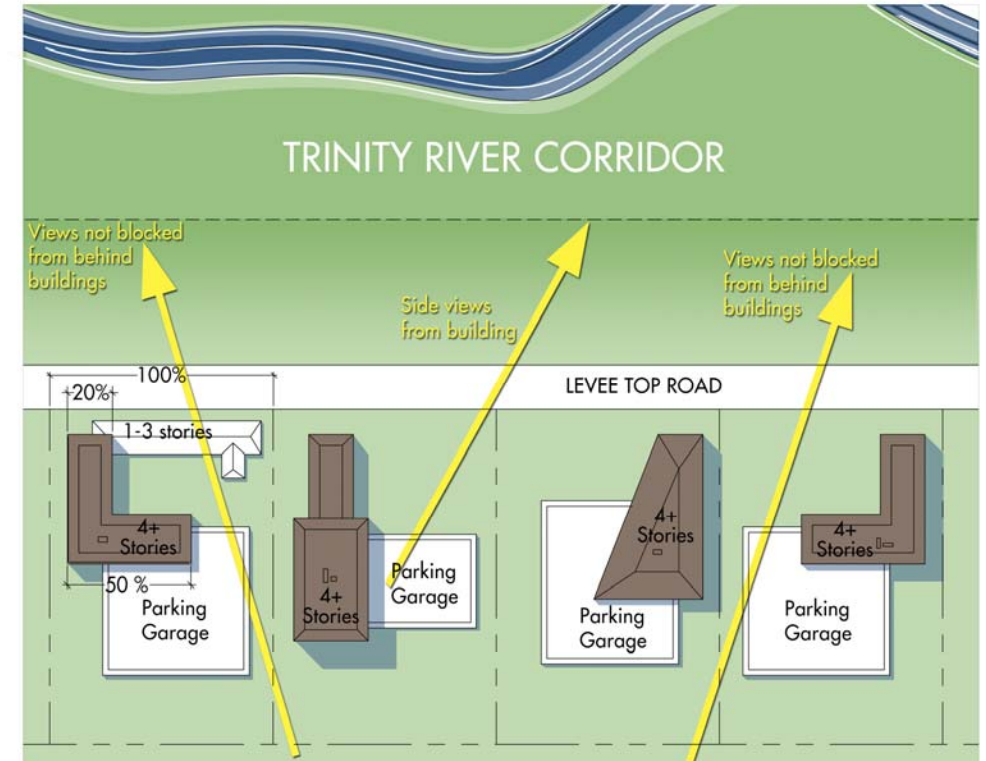 TRINITY RIVER CORRIDOR
Views not blocked
from behind
buildings
Side views
from building
Views not blocked
from behind
buildings
100%
20%
LEVEE TOP ROAD
1-3 stories
4+
Stories
50 %
Parking
Garage
4+
Stories
Parking
Garage
4+
Stories
Parking
Garage
4+
Stories
Parking
Garage